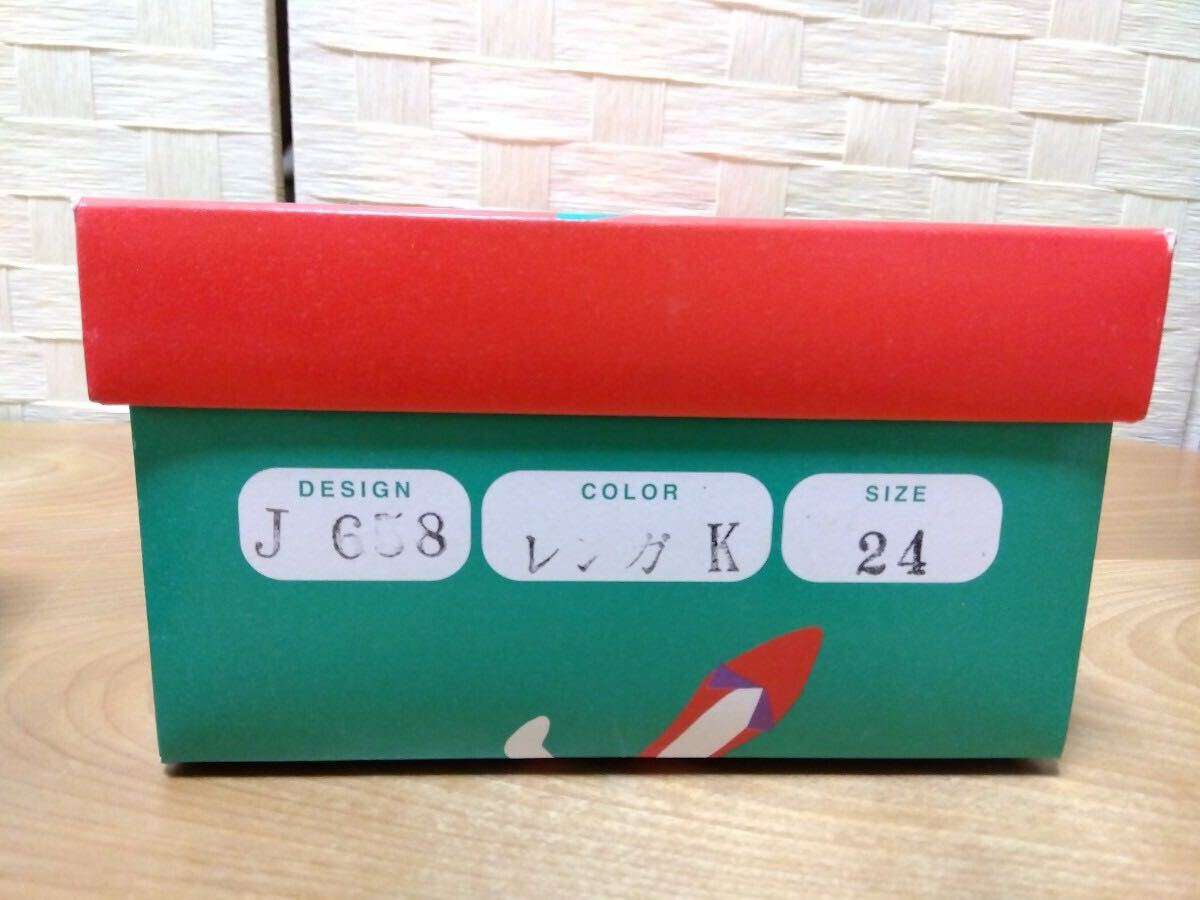 DESIGN
J 658
COLOR
レンガ K
SIZE
24